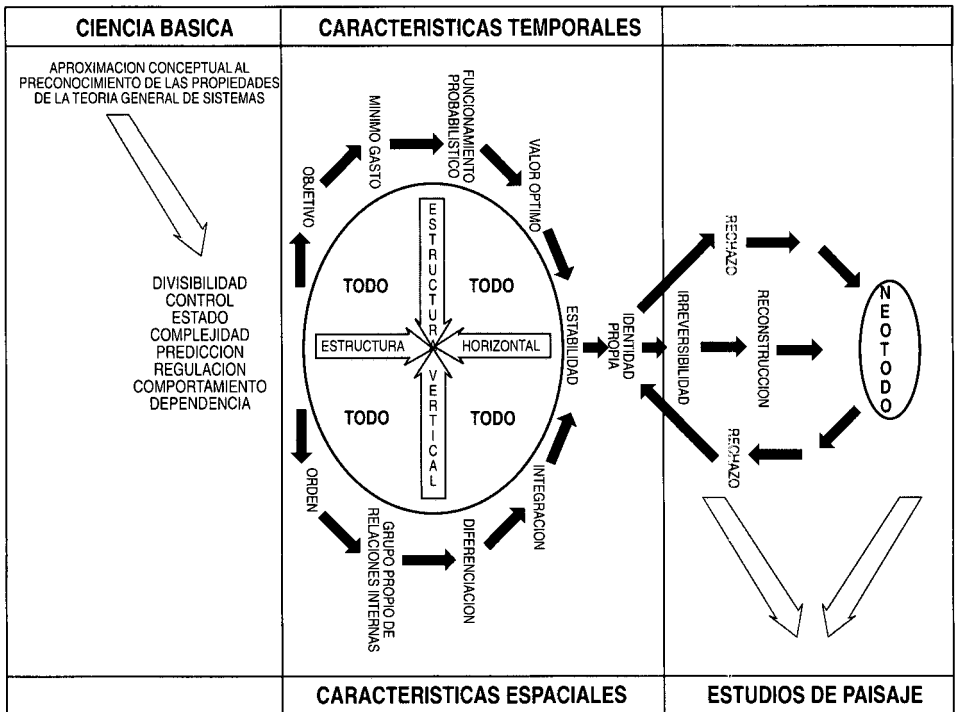 CIENCIA BASICA
CARACTERISTICAS TEMPORALES
APROXIMACION CONCEPTUAL AL
PRECONOCIMIENTO DE LAS PROPIEDADES
DE LA TEORIA GENERAL DE SISTEMAS
DIVISIBILIDAD
CONTROL
ESTADO
COMPLEJIDAD
PREDICCION
REGULACION
COMPORTAMIENTO
DEPENDENCIA
OBJETIVO
MINIMO GASTO
FUNCIONAMIENTO
PROBABILISTICO
VALOR OPTIMO
ESTABILIDAD
TODO
TODO
ESTRUCTURA
ESTRUCTURA
HORIZONTAL
VERTICAL
TODO
TODO
ORDEN
GRUPO PROPIO DE
RELACIONES INTERNAS
DIFERENCIACION
INTEGRACION
IDENTIDAD
PROPIA
RECHAZO
IRREVERSIBILIDAD
RECONSTRUCCION
RECHAZO
NEOTODO
CARACTERISTICAS ESPACIALES
ESTUDIOS DE PAISAJE